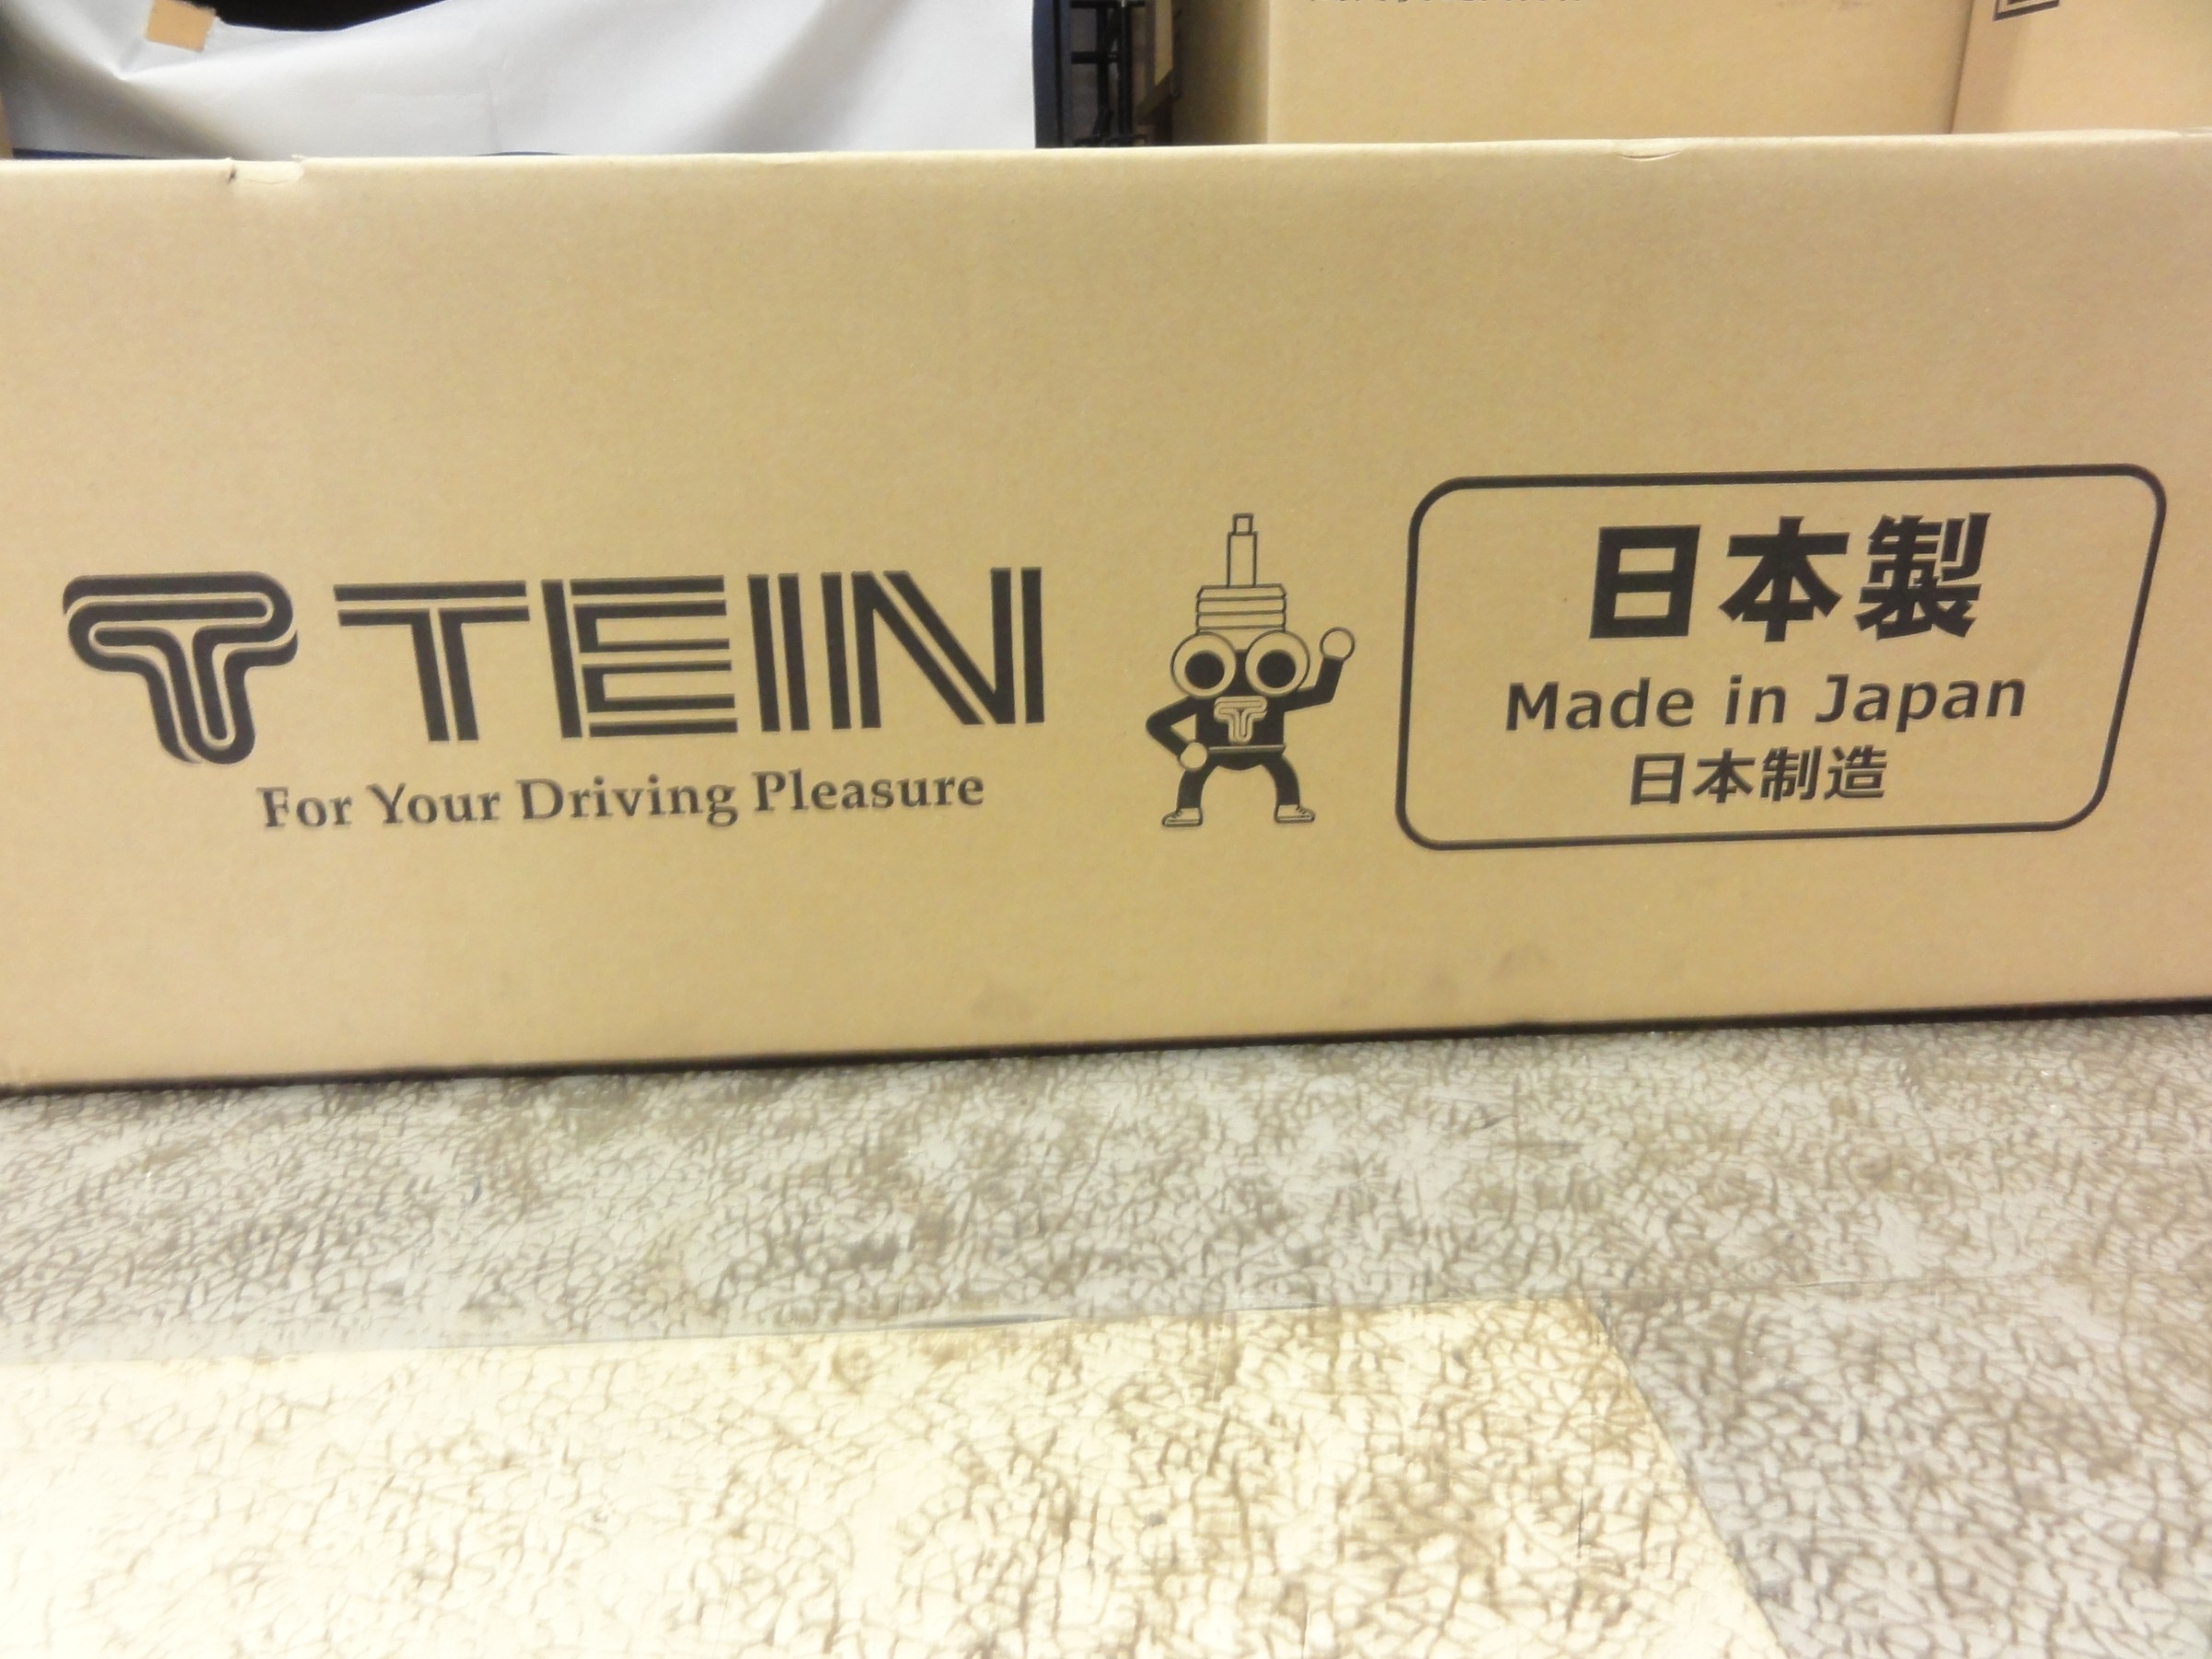 TEIN
For Your Driving Pleasure
日本製
Made in Japan
日本制造